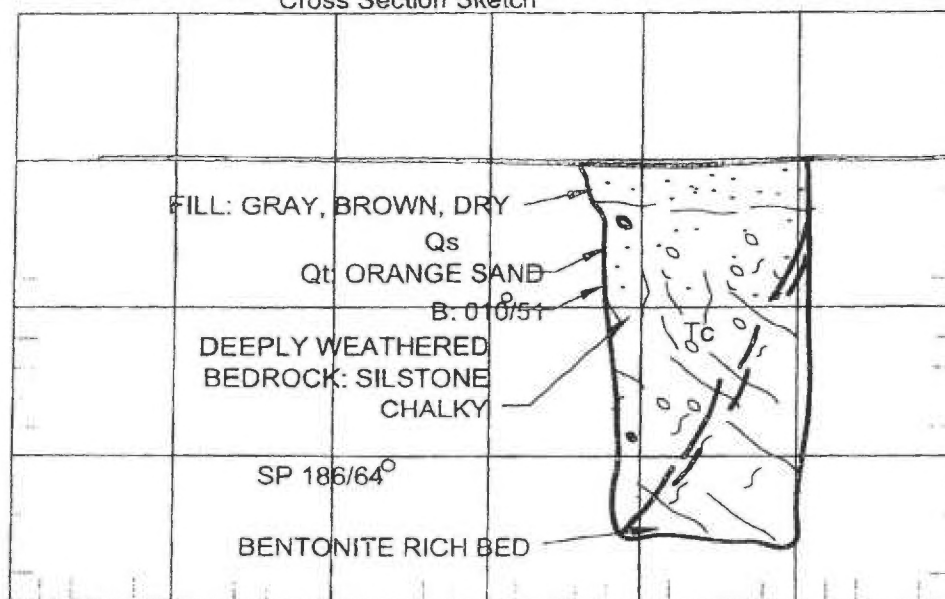 Cross Section Sketch
FILL: GRAY, BROWN, DRY
Qs
Qt: ORANGE SAND
B: 010°/51
DEEPLY WEATHERED
BEDROCK: SILSTONE
CHALKY
Tc
SP 186/64°
BENTONITE RICH BED